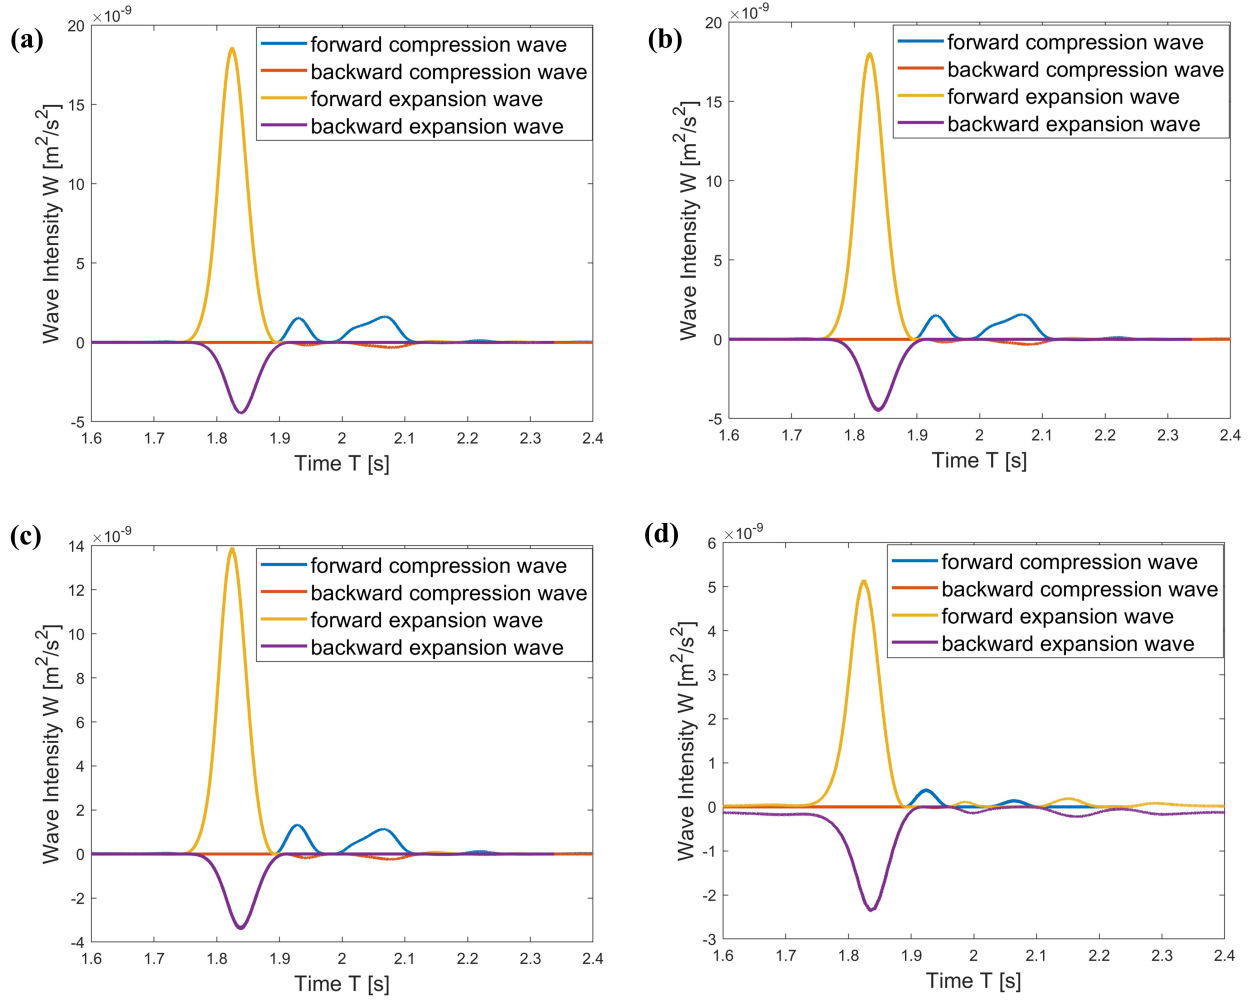 (a)
×10⁻⁹
20
15
10
5
0
-5
1.6 1.7 1.8 1.9 2 2.1 2.2 2.3 2.4
Wave Intensity W [m²/s²]
Time T [s]
forward compression wave
backward compression wave
forward expansion wave
backward expansion wave
(b)
×10⁻⁹
20
15
10
5
0
-5
1.6 1.7 1.8 1.9 2 2.1 2.2 2.3 2.4
Wave Intensity W [m²/s²]
Time T [s]
forward compression wave
backward compression wave
forward expansion wave
backward expansion wave
(c)
×10⁻⁹
14
12
10
8
6
4
2
0
-2
-4
1.6 1.7 1.8 1.9 2 2.1 2.2 2.3 2.4
Wave Intensity W [m²/s²]
Time T [s]
forward compression wave
backward compression wave
forward expansion wave
backward expansion wave
(d)
×10⁻⁹
6
5
4
3
2
1
0
-1
-2
-3
1.6 1.7 1.8 1.9 2 2.1 2.2 2.3 2.4
Wave Intensity W [m²/s²]
Time T [s]
forward compression wave
backward compression wave
forward expansion wave
backward expansion wave